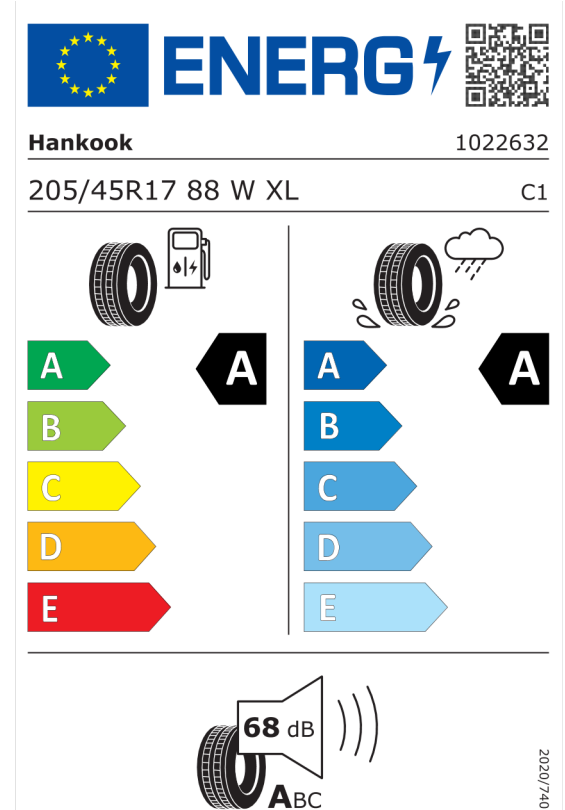 ENERG
Hankook 1022632
205/45R17 88 W XL C1
A A A A
B B
C C
D D
E E
68 dB
ABC
2020/740